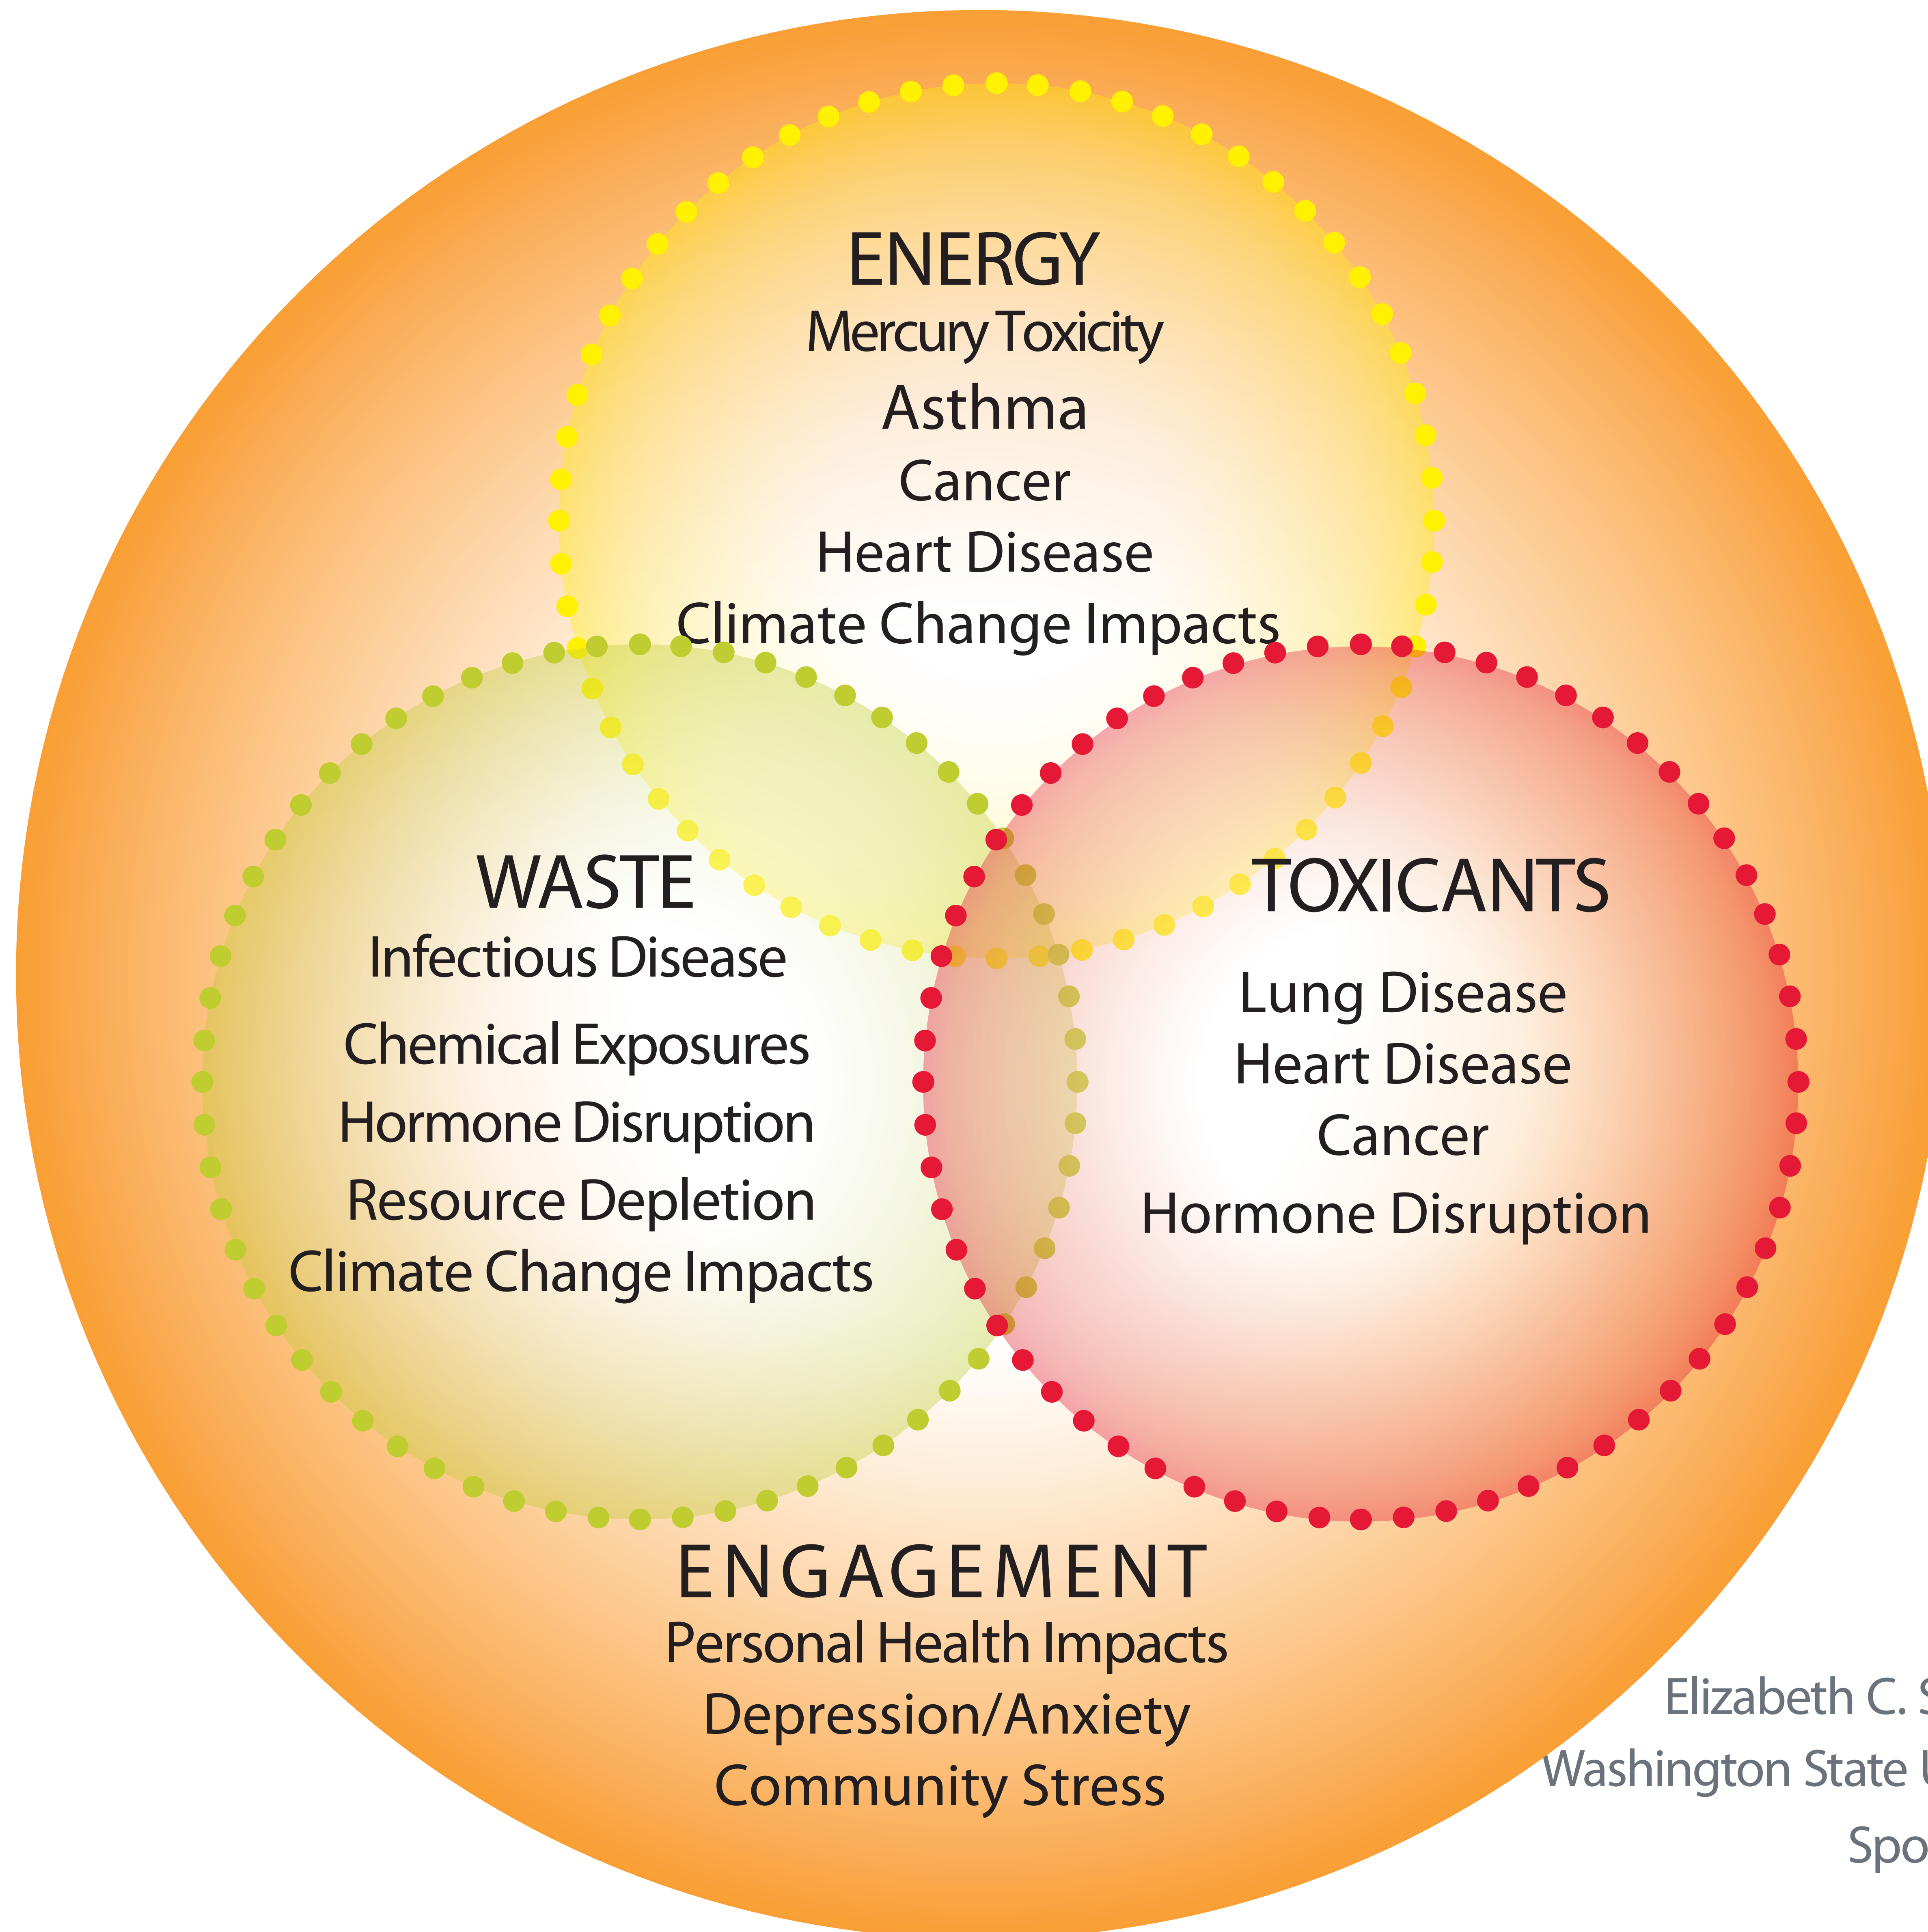 ENERGY
Mercury Toxicity
Asthma
Cancer
Heart Disease
Climate Change Impacts
WASTE
Infectious Disease
Chemical Exposures
Hormone Disruption
Resource Depletion
Climate Change Impacts
TOXICANTS
Lung Disease
Heart Disease
Cancer
Hormone Disruption
ENGAGEMENT
Personal Health Impacts
Depression/Anxiety
Community Stress
Elizabeth C.
Washington State